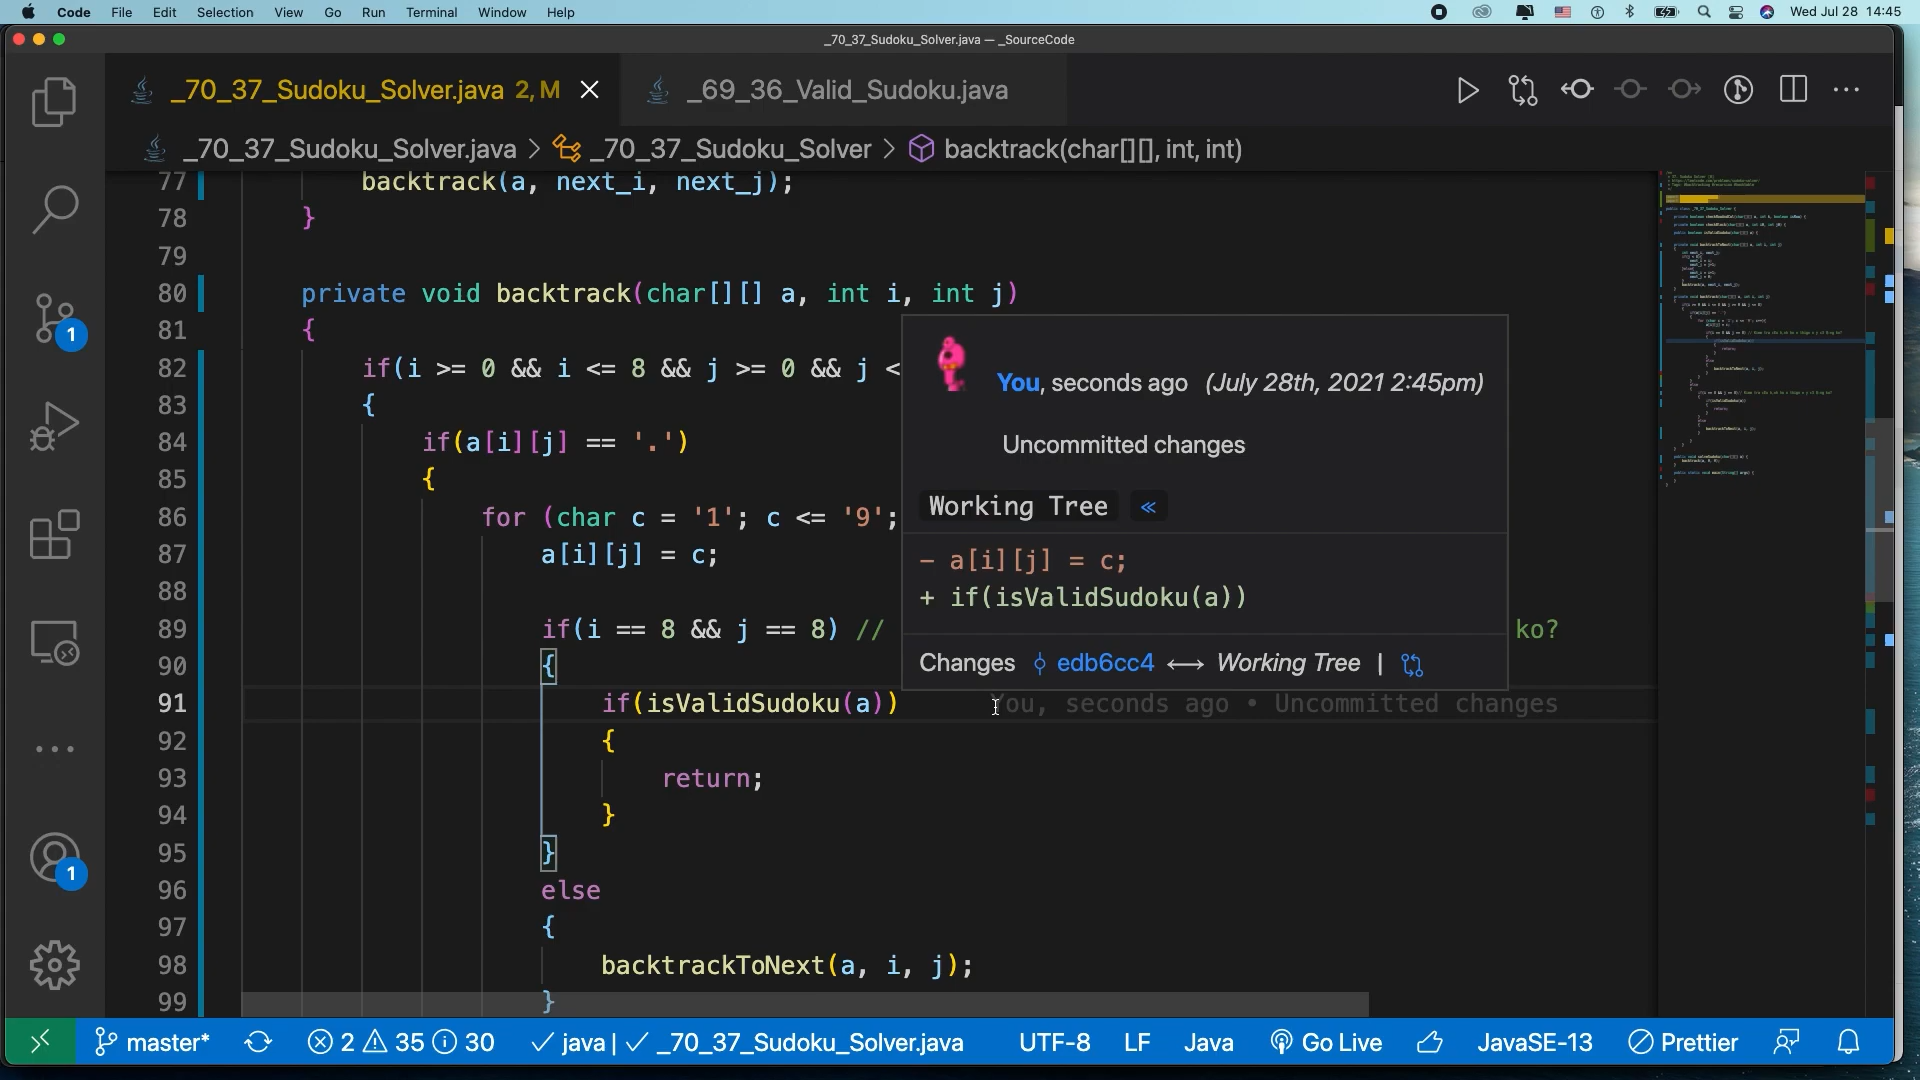 Code File Edit Selection View Go Run Terminal Window Help Wed Jul 28 14:45
_70_37_Sudoku_Solver.java — _SourceCode
_70_37_Sudoku_Solver.java 2, M _69_36_Valid_Sudoku.java
_70_37_Sudoku_Solver.java > _70_37_Sudoku_Solver > backtrack(char[][], int, int)
77 backtrack(a, next_i, next_j);
78 }
79
80 private void backtrack(char[][] a, int i, int j)
81 {
82 if(i >= 0 && i <= 8 && j >= 0 && j <
83 {
84 if(a[i][j] == '.')
85 {
86 for (char c = '1'; c <= '9';
87 a[i][j] = c;
88
89 if(i == 8 && j == 8) // ko?
90 {
91 if(isValidSudoku(a)) You, seconds ago • Uncommitted changes
92 {
93 return;
94 }
95 }
96 else
97 {
98 backtrackToNext(a, i, j);
99 }
You, seconds ago (July 28th, 2021 2:45pm)
Uncommitted changes
Working Tree «
- a[i][j] = c;
+ if(isValidSudoku(a))
Changes edb6cc4 ⟷ Working Tree |
1
1
master* 2 35 30 java | _70_37_Sudoku_Solver.java UTF-8 LF Java Go Live JavaSE-13 Prettier